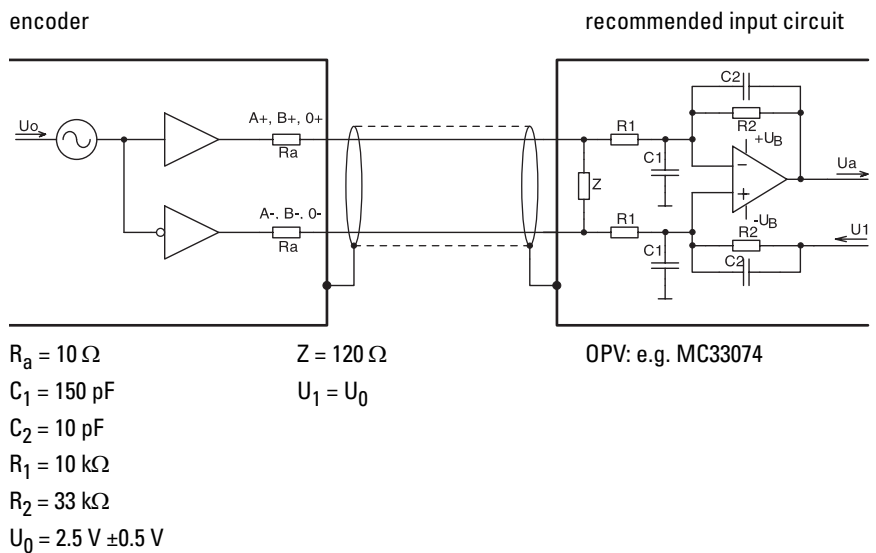 encoder
recommended input circuit
Uo
A+, B+, 0+
Ra
A-. B-. 0-
Ra
Z
R1
C1
R1
C1
C2
R2
+UB
−
+
-UB
Ua
R2
U1
C2
Ra = 10 Ω
C1 = 150 pF
C2 = 10 pF
R1 = 10 kΩ
R2 = 33 kΩ
U0 = 2.5 V ±0.5 V
Z = 120 Ω
U1 = U0
OPV: e.g. MC33074